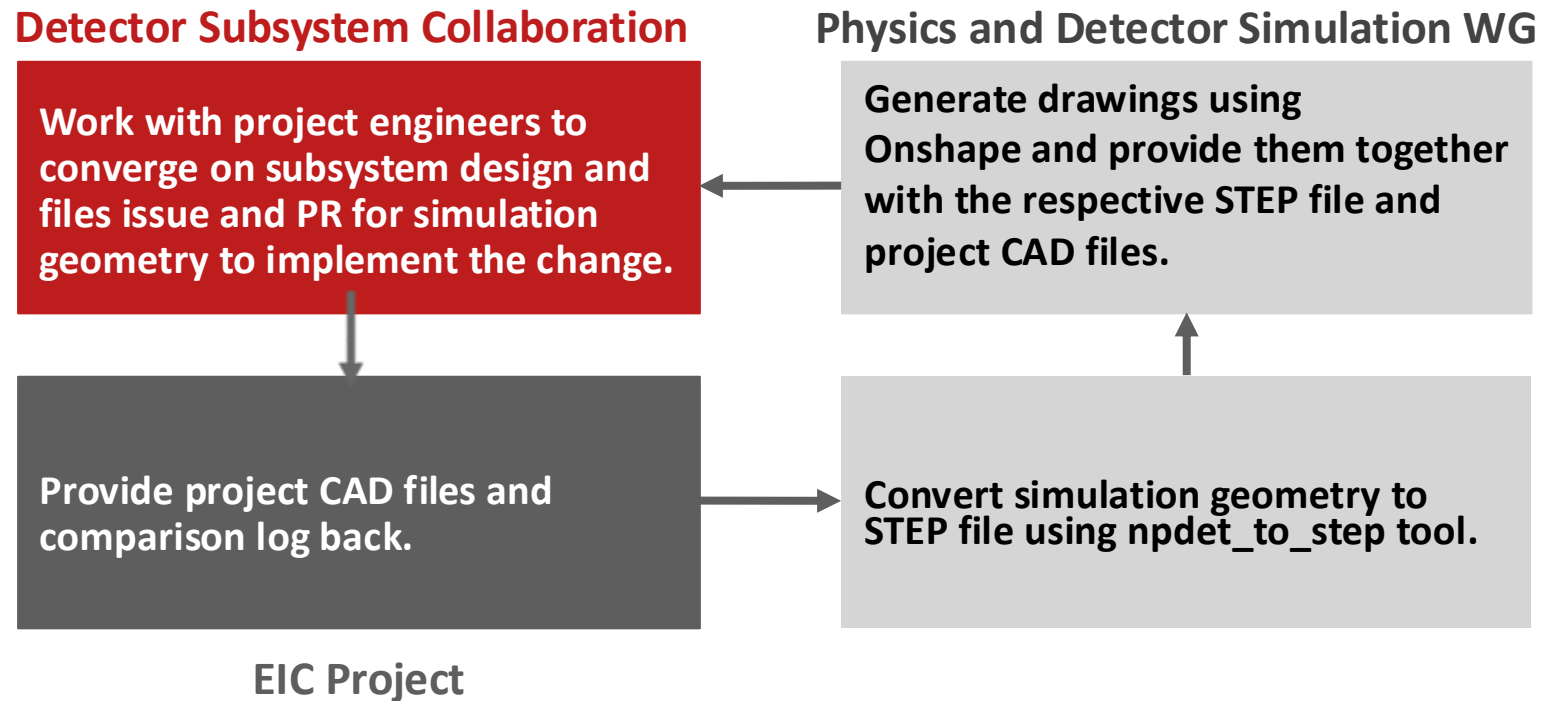 Detector Subsystem Collaboration
Physics and Detector Simulation WG
Work with project engineers to
converge on subsystem design and
files issue and PR for simulation
geometry to implement the change.
Generate drawings using
Onshape and provide them together
with the respective STEP file and
project CAD files.
Provide project CAD files and
comparison log back.
Convert simulation geometry to
STEP file using npdet_to_step tool.
EIC Project